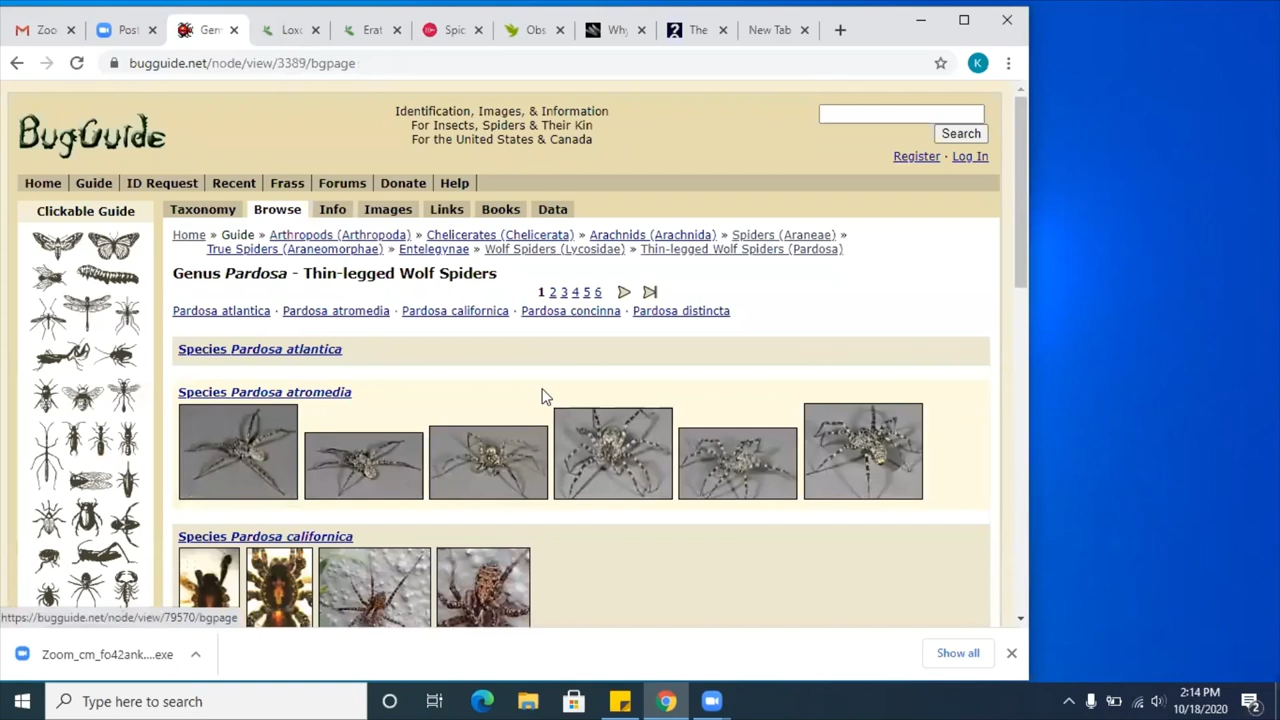 Zoo
Post
Gen
Loxo
Erat
Spic
Obs
Why
The
New Tab
bugguide.net/node/view/3389/bgpage
K
BugGuide
Identification, Images, & Information
For Insects, Spiders & Their Kin
For the United States & Canada
Search
Register · Log In
Home Guide ID Request Recent Frass Forums Donate Help
Clickable Guide
Taxonomy Browse Info Images Links Books Data
Home » Guide » Arthropods (Arthropoda) » Chelicerates (Chelicerata) » Arachnids (Arachnida) » Spiders (Araneae) »
True Spiders (Araneomorphae) » Entelegynae » Wolf Spiders (Lycosidae) » Thin-legged Wolf Spiders (Pardosa)
Genus Pardosa - Thin-legged Wolf Spiders
1 2 3 4 5 6
Pardosa atlantica · Pardosa atromedia · Pardosa californica · Pardosa concinna · Pardosa distincta
Species Pardosa atlantica
Species Pardosa atromedia
Species Pardosa californica
https://bugguide.net/node/view/79570/bgpage
Zoom_cm_fo42ank....exe
Show all
Type here to search
2:14 PM
10/18/2020
2